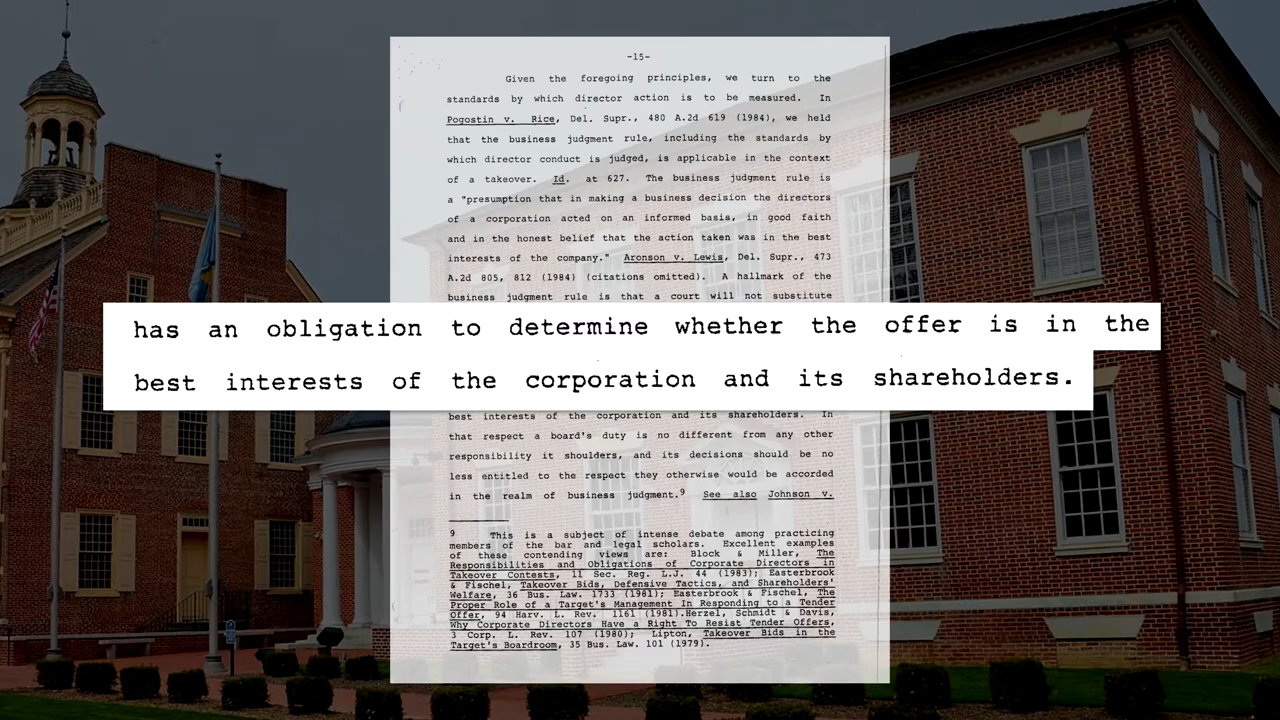 -15-
Given the foregoing principles, we turn to the
standards by which director action is to be measured. In
Pogostin v. Rice, Del. Supr., 480 A.2d 619 (1984), we held
that the business judgment rule, including the standards by
which director conduct is judged, is applicable in the context
of a takeover. Id. at 627. The business judgment rule is
a "presumption that in making a business decision the directors
of a corporation acted on an informed basis, in good faith
and in the honest belief that the action taken was in the best
interests of the company." Aronson v. Lewis, Del. Supr., 473
A.2d 805, 812 (1984) (citations omitted). A hallmark of the
business judgment rule is that a court will not substitute
has an obligation to determine whether the offer is in the
best interests of the corporation and its shareholders.
best interests of the corporation and its shareholders. In
that respect a board's duty is no different from any other
responsibility it shoulders, and its decisions should be no
less entitled to the respect they otherwise would be accorded
in the realm of business judgment.9 See also Johnson v.
9 This is a subject of intense debate among practicing
members of the bar and legal scholars. Excellent examples
of these contending views are: Block & Miller, The
Responsibilities and Obligations of Corporate Directors in
Takeover Contests, 11 Sec. Reg. L.J. 44 (1983); Easterbrook
& Fischel, Takeover Bids, Defensive Tactics, and Shareholders'
Welfare, 36 Bus. Law. 1733 (1981); Easterbrook & Fischel, The
Proper Role of a Target's Management In Responding to a Tender
Offer, 94 Harv. L. Rev. 1161 (1981).Herzel, Schmidt & Davis,
Why Corporate Directors Have a Right To Resist Tender Offers,
3 Corp. L. Rev. 107 (1980); Lipton, Takeover Bids in the
Target's Boardroom, 35 Bus. Law. 101 (1979).